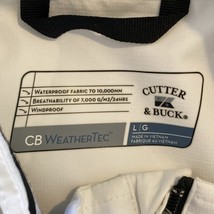 WATERPROOF FABRIC TO 10,000MM
BREATHABILITY OF 7,000 G/M2/24HRS
WINDPROOF
CB WEATHERTEC™
CUTTER
& BUCK®
L|G
MADE IN VIETNAM
FABRIQUÉ AU VIETNAM